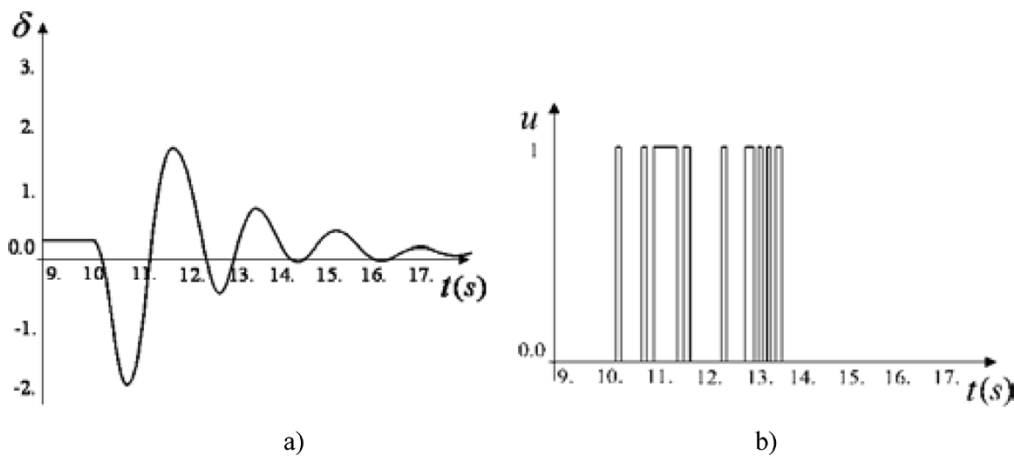 δ
3.
2.
1.
0.0
9. 10 11. 12. 13. 14. 15. 16. 17.
t(s)
-1.
-2.
a)
u
1
0.0
9. 10. 11. 12. 13. 14. 15. 16. 17.
t(s)
b)